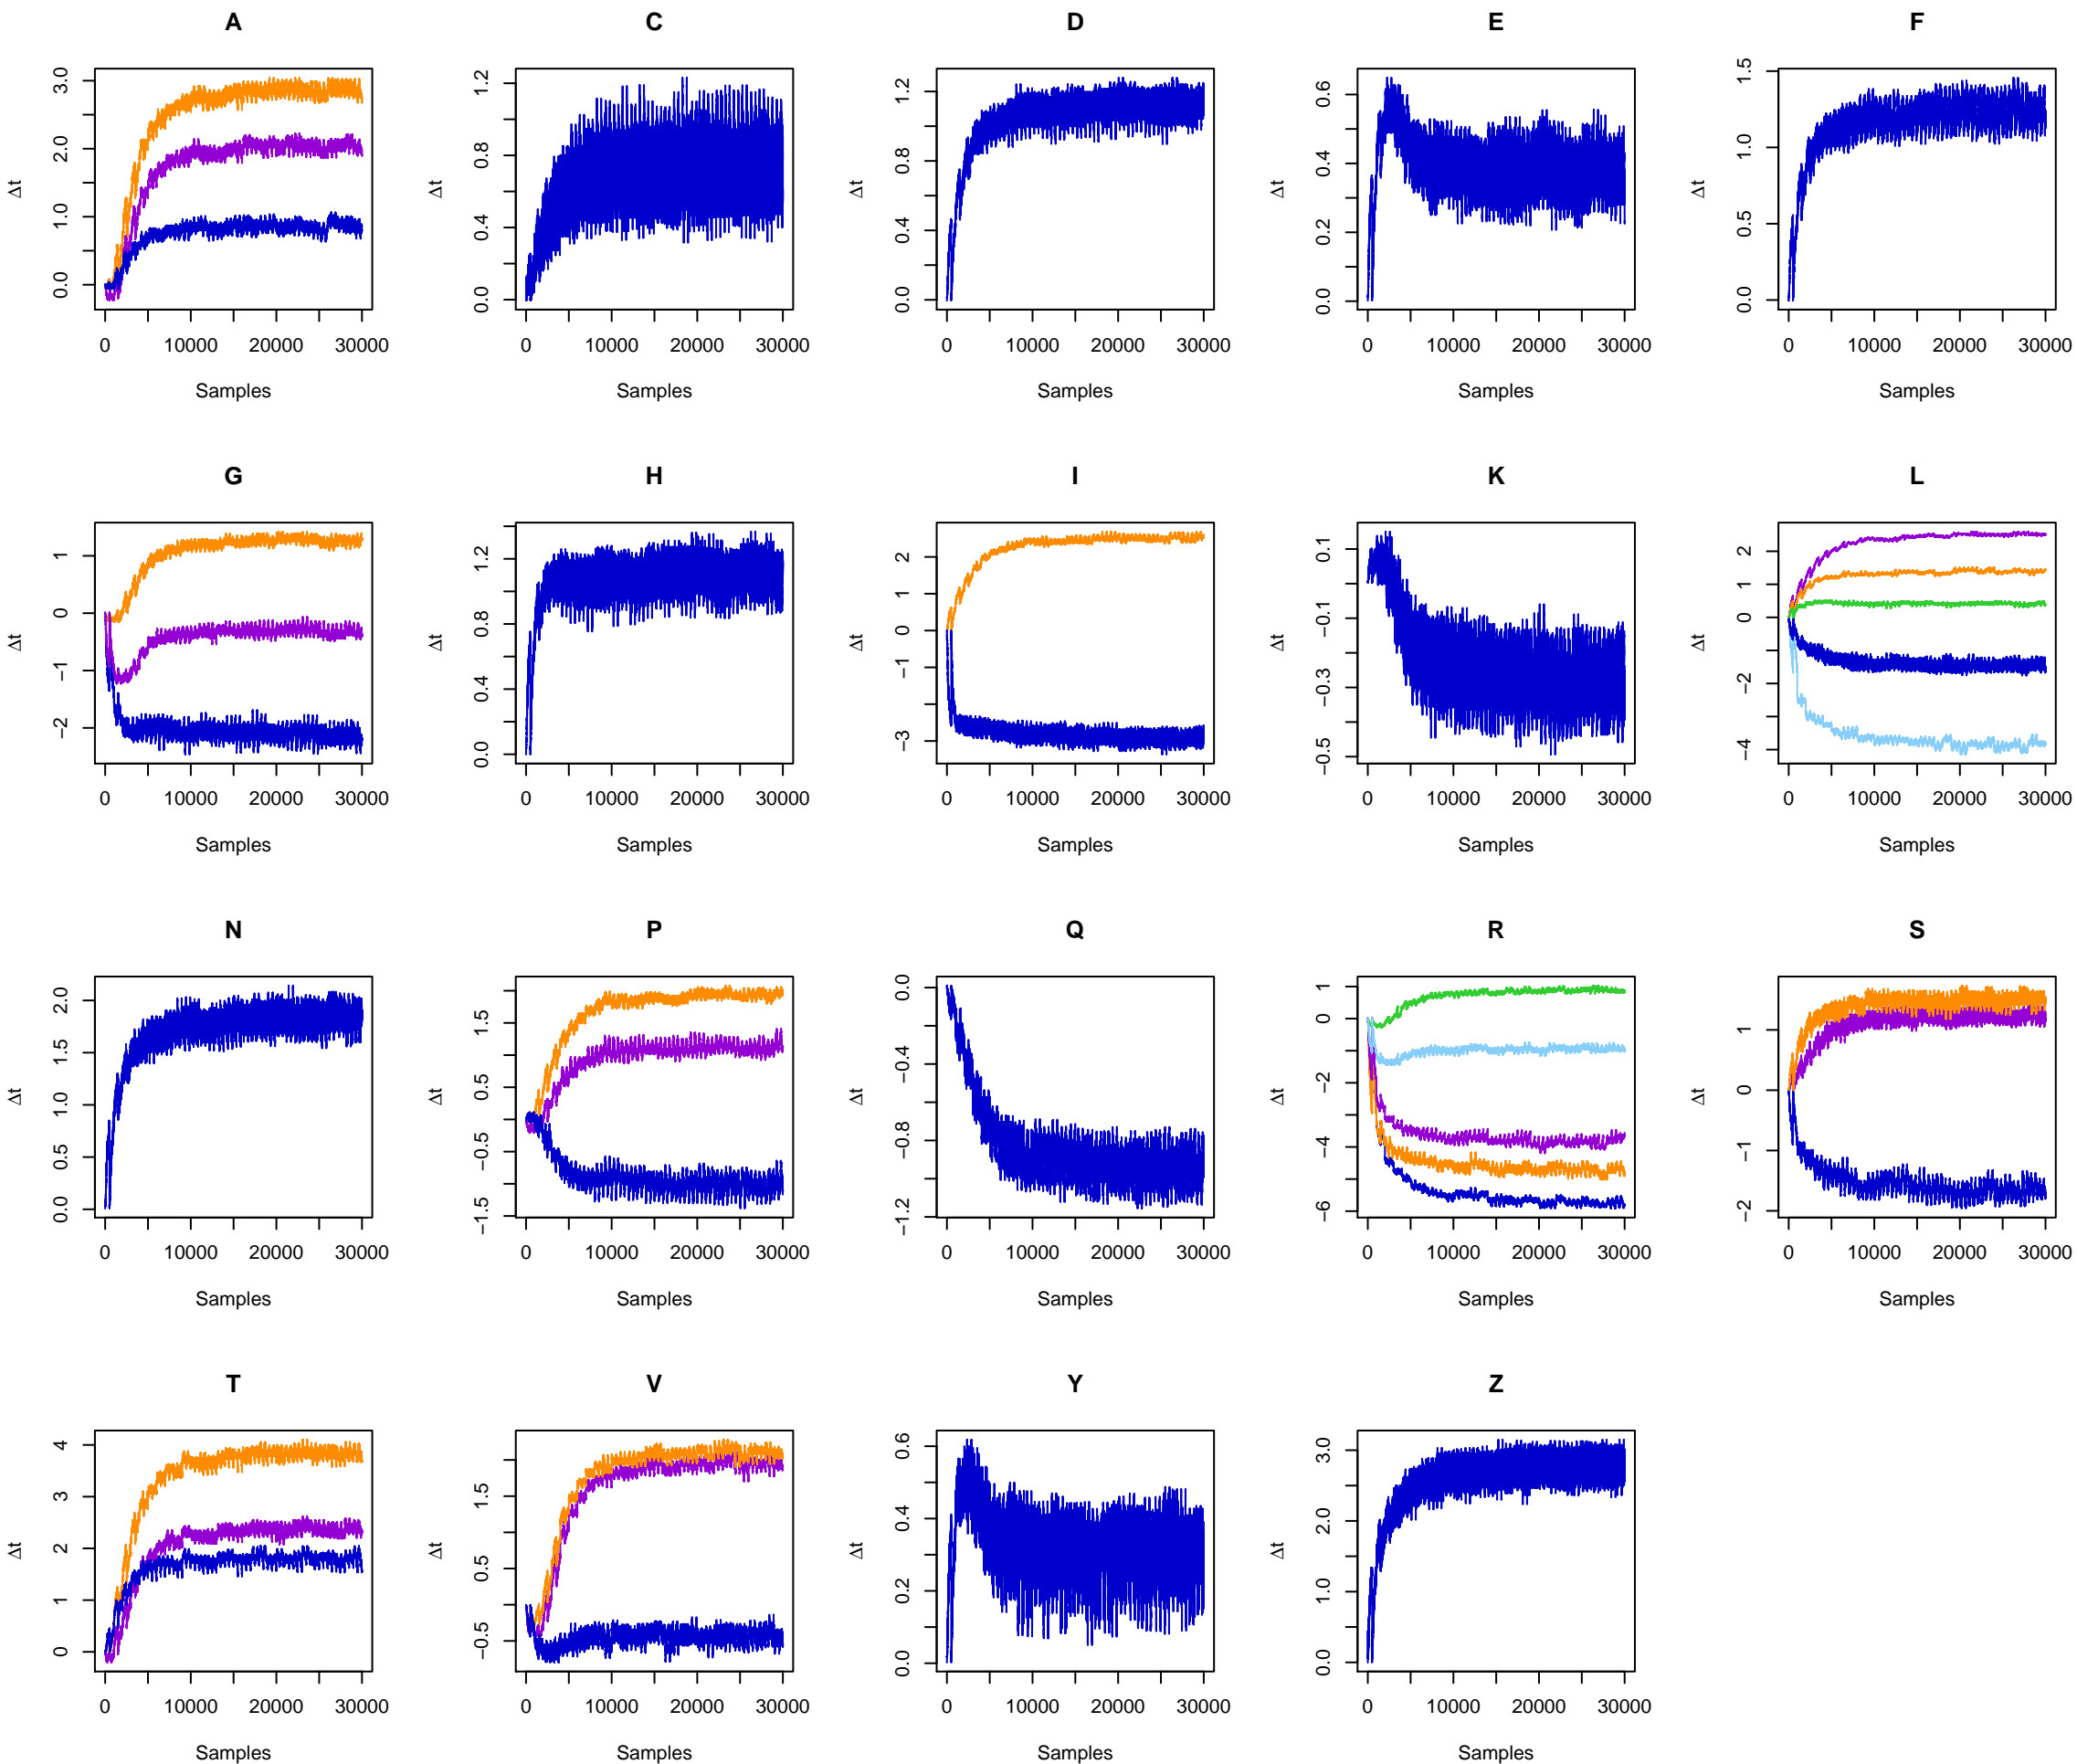 A C D E F
Δt 0.0 1.0 2.0 3.0
0 10000 20000 30000
Samples
Δt 0.0 0.4 0.8 1.2
0 10000 20000 30000
Samples
Δt 0.0 0.4 0.8 1.2
0 10000 20000 30000
Samples
Δt 0.0 0.2 0.4 0.6
0 10000 20000 30000
Samples
Δt 0.0 0.5 1.0 1.5
0 10000 20000 30000
Samples
G H I K L
Δt −2 −1 0 1
0 10000 20000 30000
Samples
Δt 0.0 0.4 0.8 1.2
0 10000 20000 30000
Samples
Δt −3 −1 0 1 2
0 10000 20000 30000
Samples
Δt −0.5 −0.3 −0.1 0.1
0 10000 20000 30000
Samples
Δt −4 −2 0 1 2
0 10000 20000 30000
Samples
N P Q R S
Δt 0.0 0.5 1.0 1.5 2.0
0 10000 20000 30000
Samples
Δt −1.5 −0.5 0.5 1.5
0 10000 20000 30000
Samples
Δt −1.2 −0.8 −0.4 0.0
0 10000 20000 30000
Samples
Δt −6 −4 −2 0 1
0 10000 20000 30000
Samples
Δt −2 −1 0 1
0 10000 20000 30000
Samples
T V Y Z
Δt 0 1 2 3 4
0 10000 20000 30000
Samples
Δt −0.5 0.5 1.5
0 10000 20000 30000
Samples
Δt 0.0 0.2 0.4 0.6
0 10000 20000 30000
Samples
Δt 0.0 1.0 2.0 3.0
0 10000 20000 30000
Samples